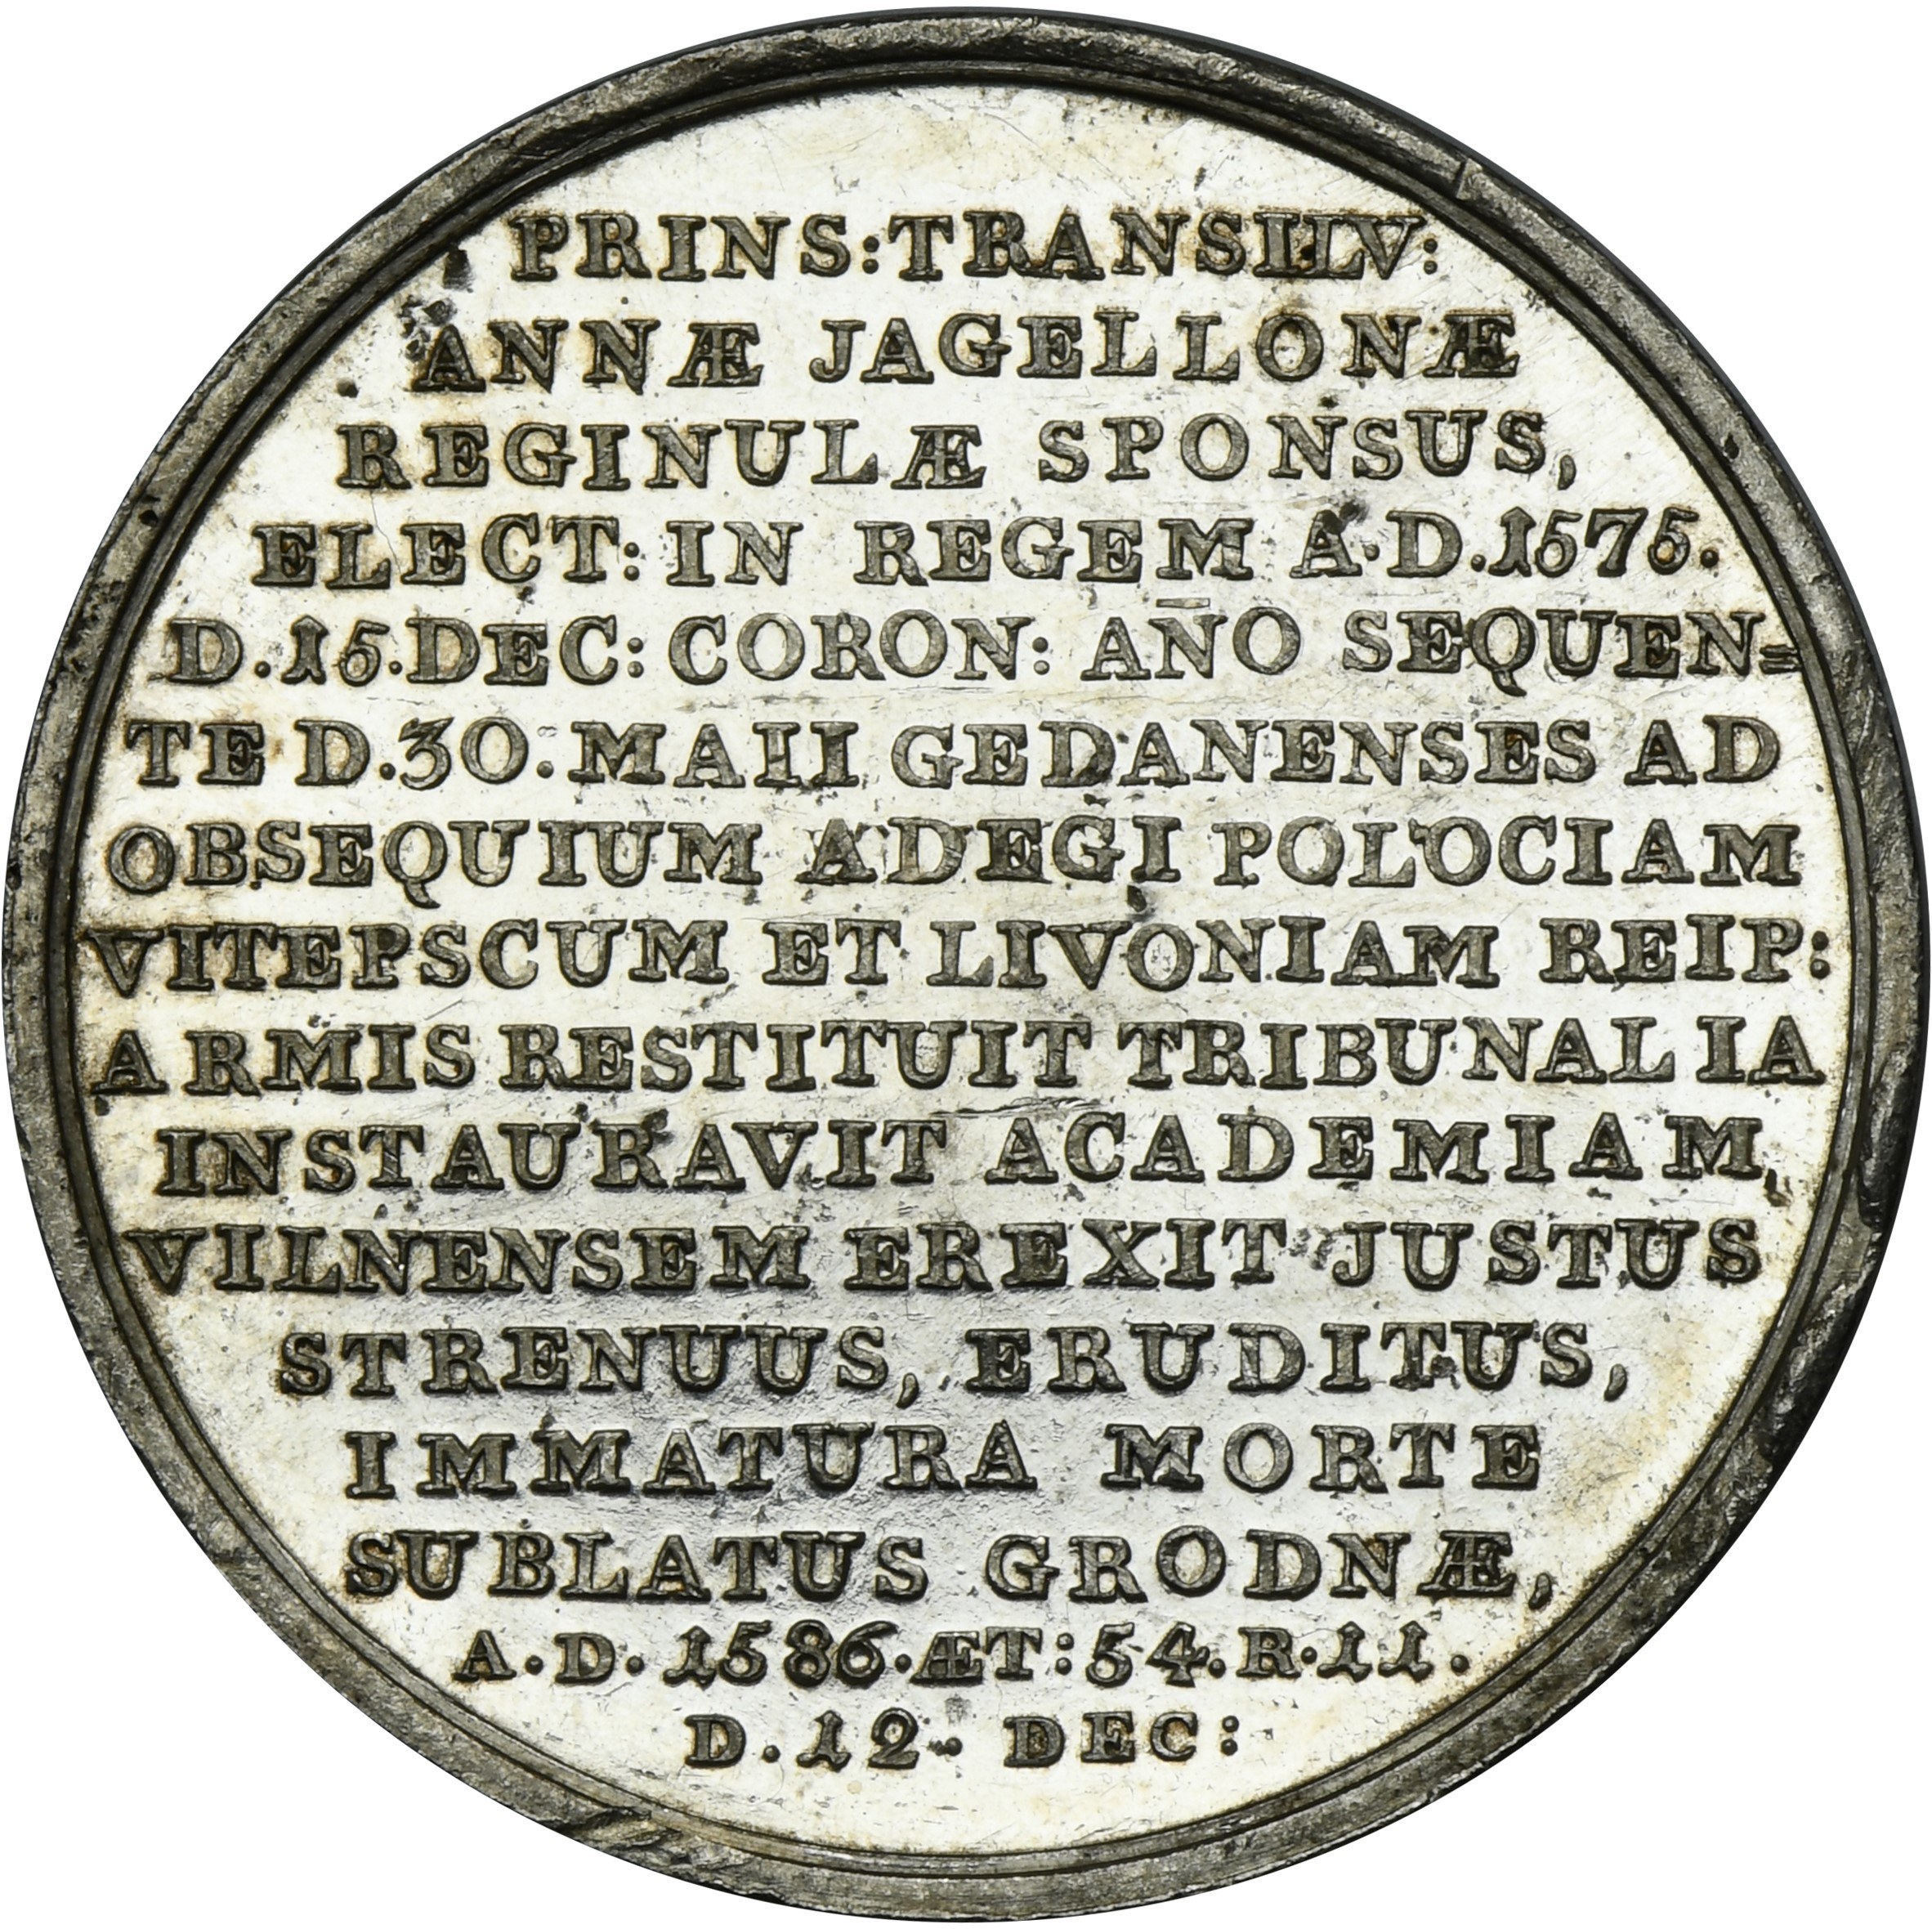 PRINS:TRANSILV:
ANNÆ JAGELLONÆ
REGINULÆ SPONSUS,
ELECT: IN REGEM A.D.1575.
D.15.DEC: CORON: AN̄O SEQUEN=
TE D.30. MAII GEDANENSES AD
OBSEQUIUM ADEGI POLOCIAM
VITEPSCUM ET LIVONIAM REIP:
ARMIS RESTITUIT TRIBUNALIA
INSTAURAVIT ACADEMIAM,
VILNENSEM EREXIT JUSTUS
STRENUUS, ERUDITUS,
IMMATURA MORTE
SUBLATUS GRODNÆ,
A.D. 1586. ÆT: 54. R. 11.
D. 12. DEC: